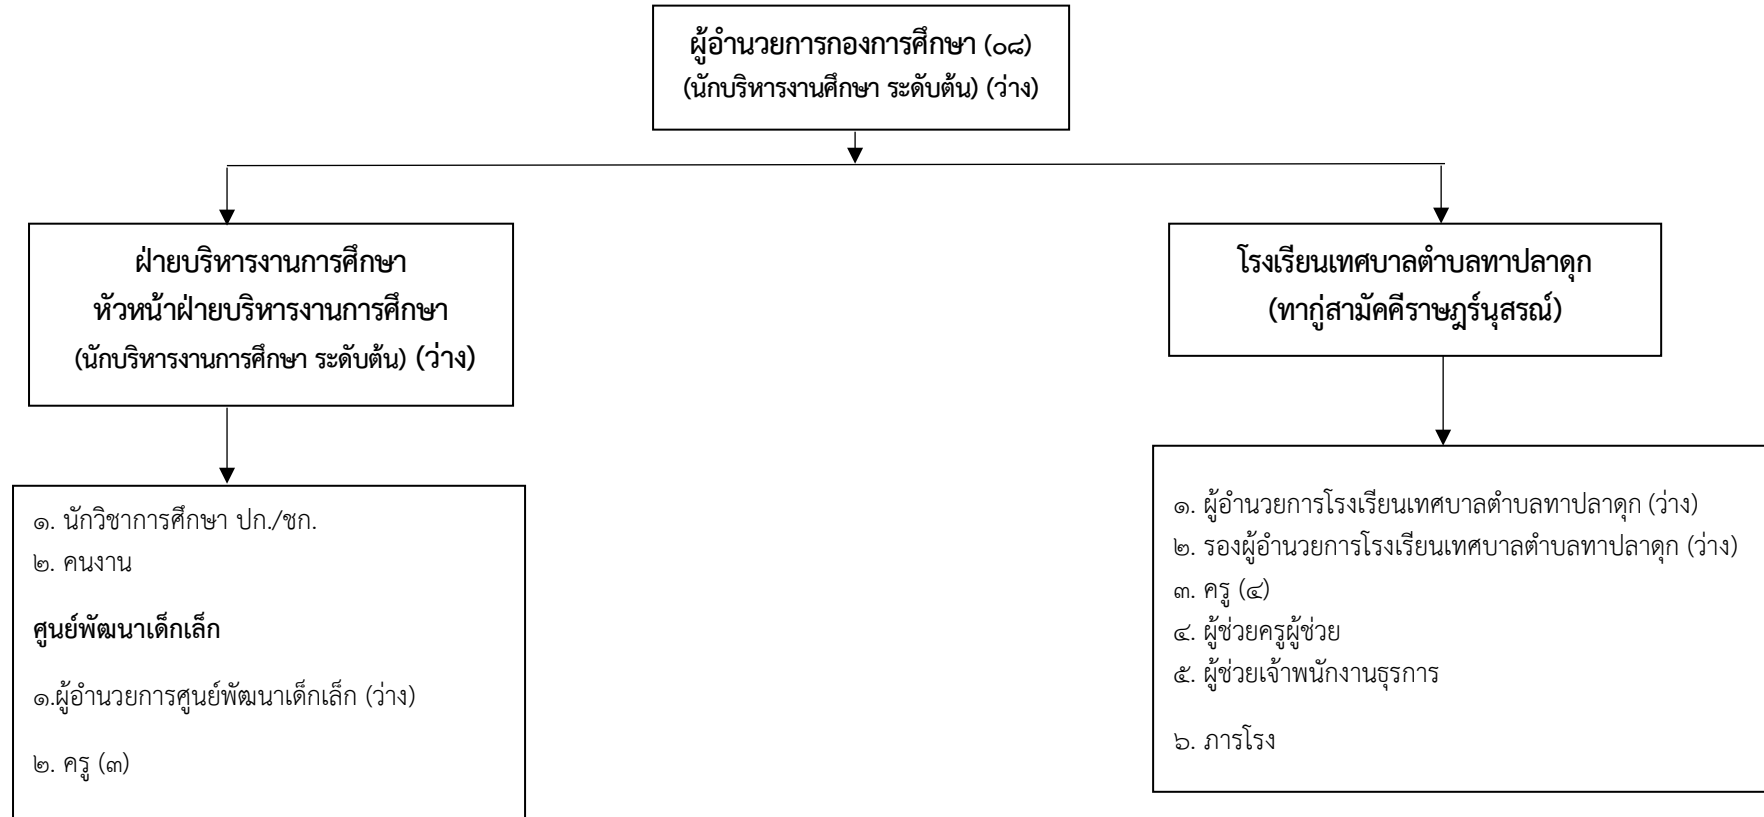 ผู้อำนวยการกองการศึกษา (๐๘)
(นักบริหารงานศึกษา ระดับต้น) (ว่าง)
ฝ่ายบริหารงานการศึกษา
หัวหน้าฝ่ายบริหารงานการศึกษา
(นักบริหารงานการศึกษา ระดับต้น) (ว่าง)
๑. นักวิชาการศึกษา ปก./ชก.
๒. คนงาน
ศูนย์พัฒนาเด็กเล็ก
๑.ผู้อำนวยการศูนย์พัฒนาเด็กเล็ก (ว่าง)
๒. ครู (๓)
โรงเรียนเทศบาลตำบลทาปลาดุก
(ทากู่สามัคคีราษฎร์นุสรณ์)
๑. ผู้อำนวยการโรงเรียนเทศบาลตำบลทาปลาดุก (ว่าง)
๒. รองผู้อำนวยการโรงเรียนเทศบาลตำบลทาปลาดุก (ว่าง)
๓. ครู (๔)
๔. ผู้ช่วยครูผู้ช่วย
๕. ผู้ช่วยเจ้าพนักงานธุรการ
๖. ภารโรง